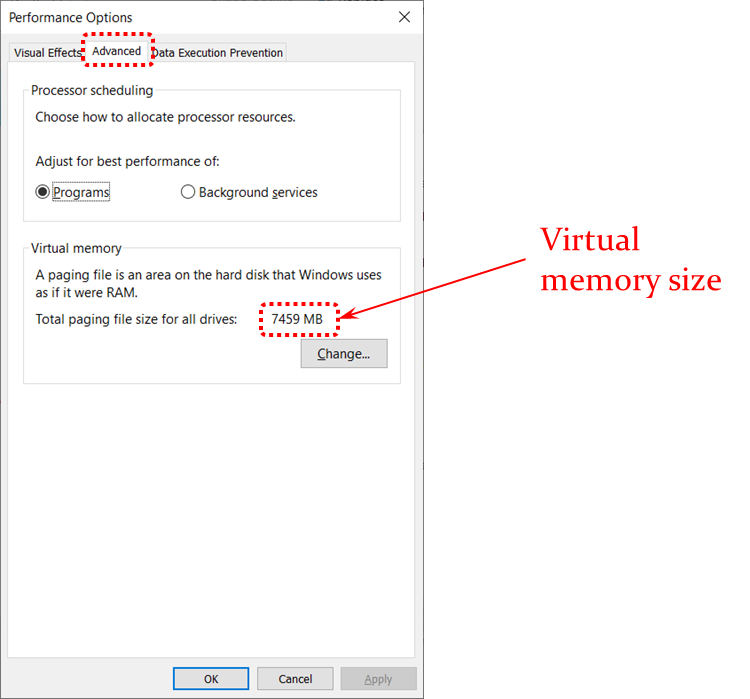 Performance Options
Visual Effects Advanced Data Execution Prevention
Processor scheduling
Choose how to allocate processor resources.
Adjust for best performance of:
Programs Background services
Virtual memory
A paging file is an area on the hard disk that Windows uses
as if it were RAM.
Total paging file size for all drives: 7459 MB
Change...
OK Cancel Apply
Virtual
memory size